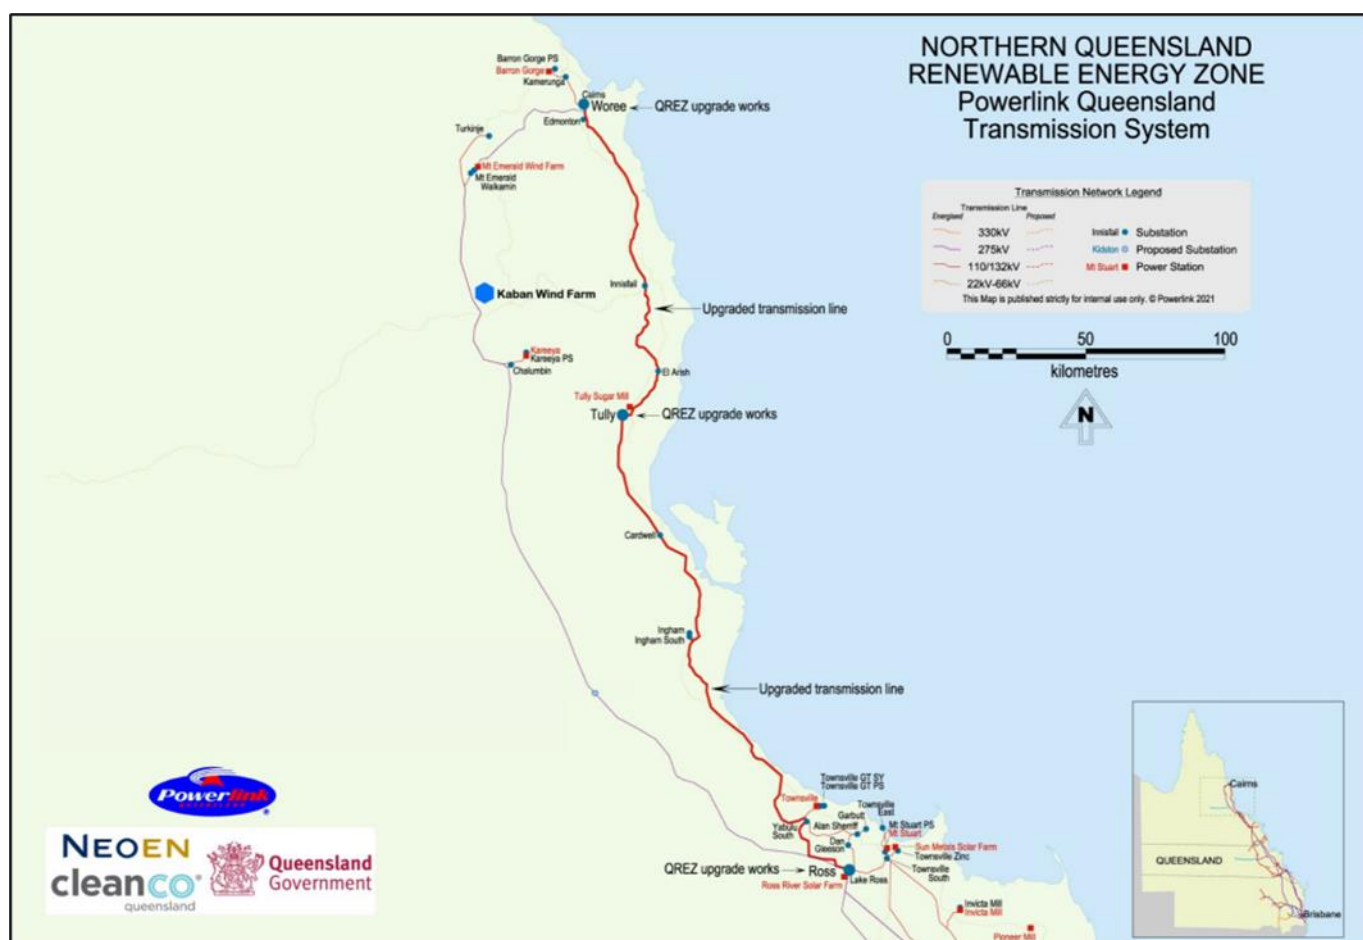 NORTHERN QUEENSLAND
RENEWABLE ENERGY ZONE
Powerlink Queensland
Transmission System
Transmission Network Legend
Transmission Line
Energised
Proposed
330kV
275kV
110/132kV
22kV-66kV
Innisfail
Substation
Kidston
Proposed Substation
Mt Stuart
Power Station
This Map is published strictly for internal use only. © Powerlink 2021
0 50 100
kilometres
N
Barron Gorge PS
Barron Gorge
Kamerunga
Cairns
Woree
QREZ upgrade works
Edmonton
Turkinje
Mt Emerald Wind Farm
Mt Emerald
Walkamin
Innisfail
Kaban Wind Farm
Upgraded transmission line
Kareeya
Kareeya PS
Chalumbin
El Arish
Tully Sugar Mill
Tully
QREZ upgrade works
Cardwell
Ingham
Ingham South
Upgraded transmission line
Townsville GT SY
Townsville GT PS
Townsville
Townsville
East
Garbutt
Yabulu
South
Alan Sherriff
Mt Stuart PS
Mt Stuart
Dan
Gleeson
Sun Metals Solar Farm
Townsville Zinc
QREZ upgrade works
Ross
Lake Ross
Townsville
South
Ross River Solar Farm
Invicta Mill
Invicta Mill
Pioneer Mill
Powerlink
QUEENSLAND
NEOEN
cleanco
queensland
Queensland
Government
Cairns
QUEENSLAND
Brisbane